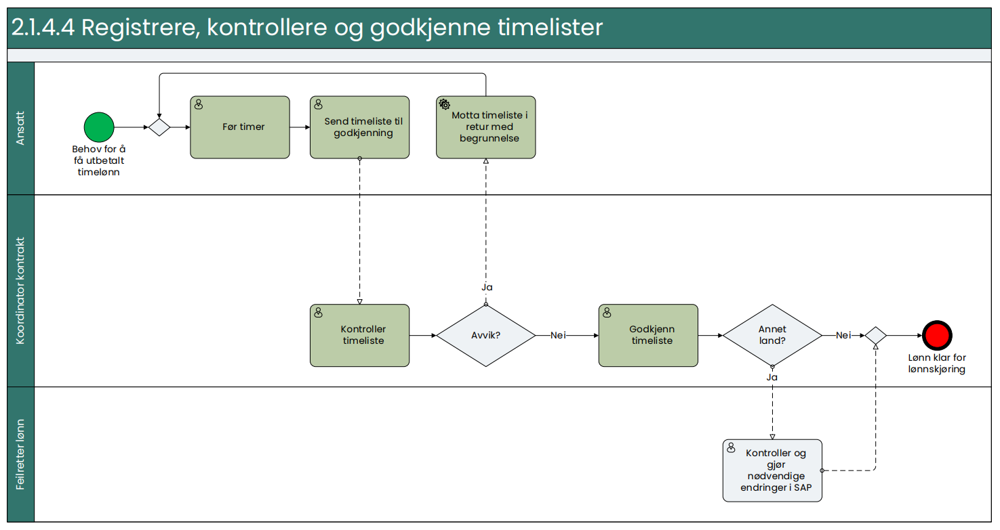 2.1.4.4 Registrere, kontrollere og godkjenne timelister
Ansatt
Behov for å
få utbetalt
timelønn
Før timer
Send timeliste til
godkjenning
Motta timeliste i
retur med
begrunnelse
Koordinator kontrakt
Kontroller
timeliste
Ja
Avvik?
Nei
Godkjenn
timeliste
Annet
land?
Nei
Ja
Lønn klar for
lønnskjøring
Feilretter lønn
Kontroller og
gjør
nødvendige
endringer i SAP